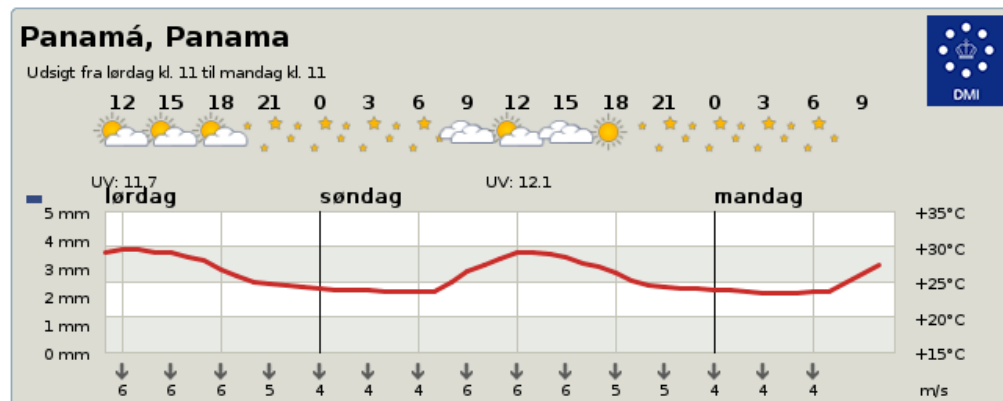 Panamá, Panama
Udsigt fra lørdag kl. 11 til mandag kl. 11
DMI
12 15 18 21 0 3 6 9 12 15 18 21 0 3 6 9
UV: 11.7 UV: 12.1
lørdag søndag mandag
5 mm +35°C
4 mm +30°C
3 mm +25°C
2 mm +20°C
1 mm +15°C
0 mm
6 6 6 5 4 4 4 6 6 6 5 5 4 4 4 m/s